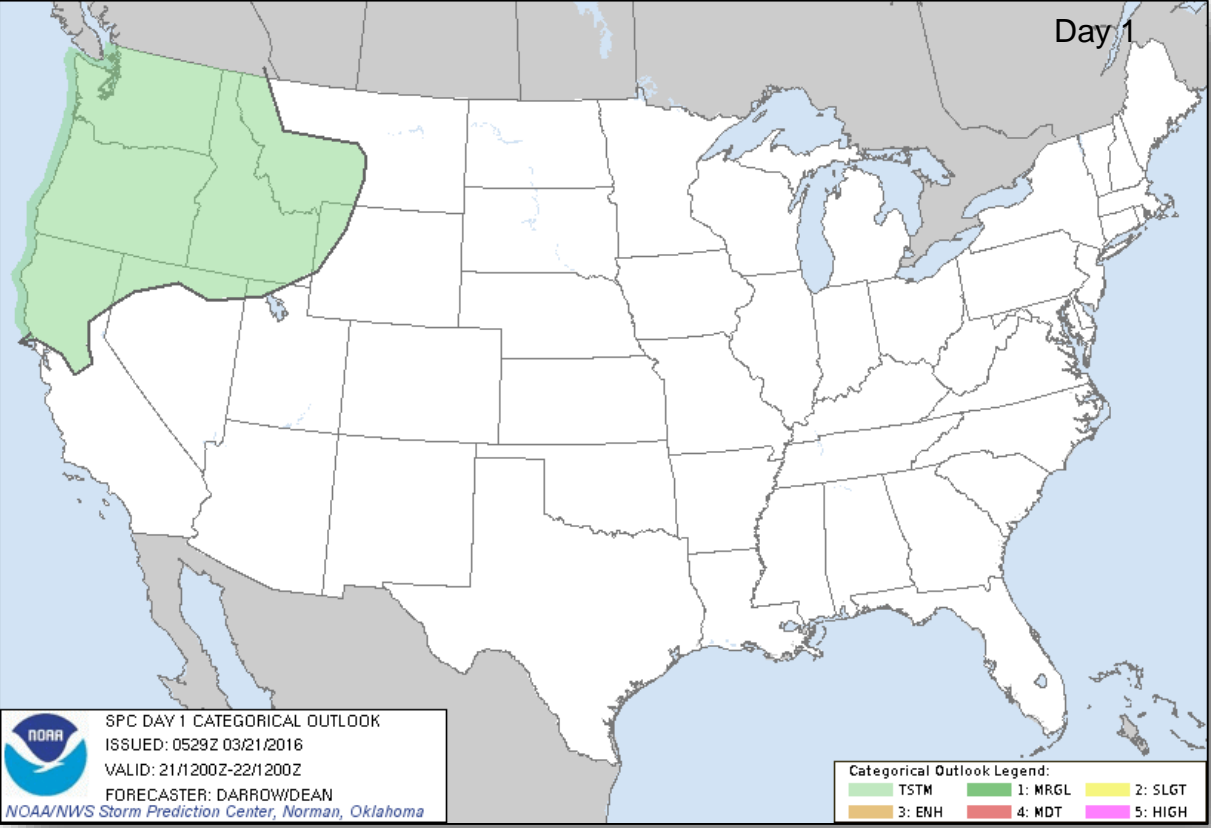 Day 1
NOAA
SPC DAY 1 CATEGORICAL OUTLOOK
ISSUED: 0529Z 03/21/2016
VALID: 21/1200Z-22/1200Z
FORECASTER: DARROW/DEAN
NOAA/NWS Storm Prediction Center, Norman, Oklahoma
Categorical Outlook Legend:
TSTM 1: MRGL 2: SLGT
3: ENH 4: MDT 5: HIGH